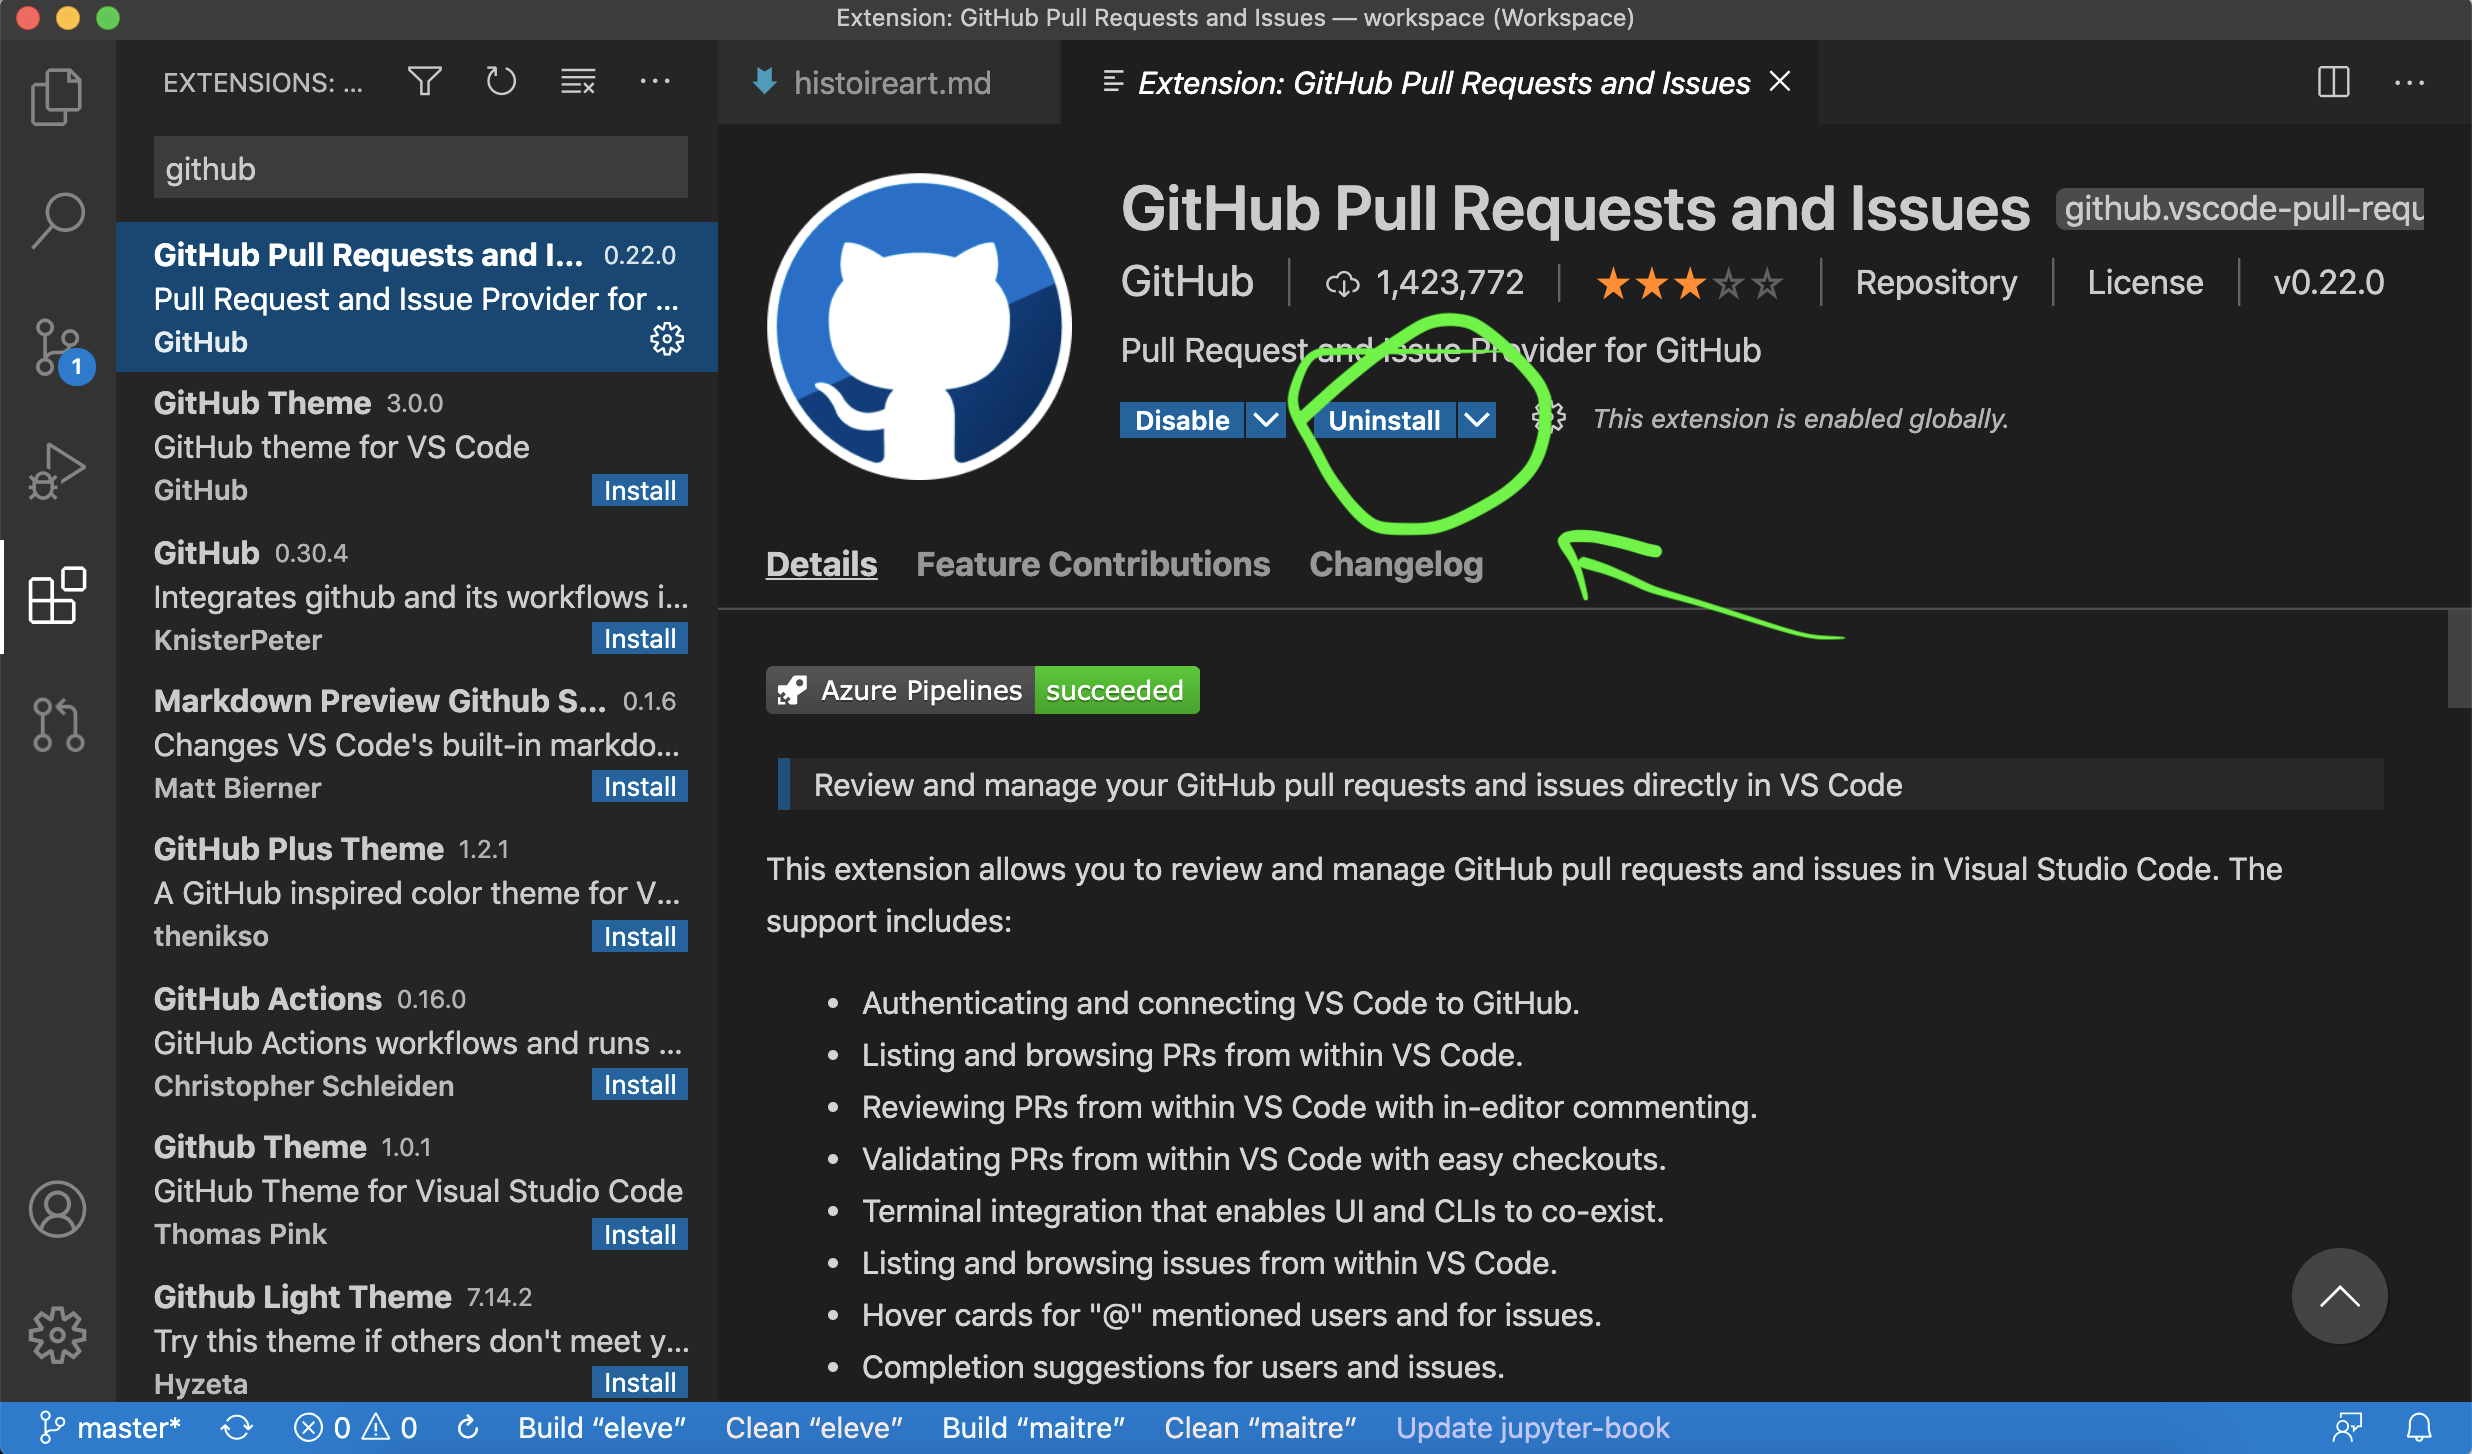 Extension: GitHub Pull Requests and Issues — workspace (Workspace)
EXTENSIONS: ...
github
GitHub Pull Requests and I... 0.22.0
Pull Request and Issue Provider for ...
GitHub
GitHub Theme 3.0.0
GitHub theme for VS Code
GitHub Install
GitHub 0.30.4
Integrates github and its workflows i...
KnisterPeter Install
Markdown Preview Github S... 0.1.6
Changes VS Code's built-in markdo...
Matt Bierner Install
GitHub Plus Theme 1.2.1
A GitHub inspired color theme for V...
thenikso Install
GitHub Actions 0.16.0
GitHub Actions workflows and runs ...
Christopher Schleiden Install
Github Theme 1.0.1
GitHub Theme for Visual Studio Code
Thomas Pink Install
Github Light Theme 7.14.2
Try this theme if others don't meet y...
Hyzeta Install
1
histoireart.md
Extension: GitHub Pull Requests and Issues
GitHub Pull Requests and Issues github.vscode-pull-requ
GitHub 1,423,772 Repository License v0.22.0
Pull Request and Issue Provider for GitHub
Disable Uninstall This extension is enabled globally.
Details Feature Contributions Changelog
Azure Pipelines succeeded
Review and manage your GitHub pull requests and issues directly in VS Code
This extension allows you to review and manage GitHub pull requests and issues in Visual Studio Code. The
support includes:
• Authenticating and connecting VS Code to GitHub.
• Listing and browsing PRs from within VS Code.
• Reviewing PRs from within VS Code with in-editor commenting.
• Validating PRs from within VS Code with easy checkouts.
• Terminal integration that enables UI and CLIs to co-exist.
• Listing and browsing issues from within VS Code.
• Hover cards for "@" mentioned users and for issues.
• Completion suggestions for users and issues.
master* 0 0 Build “eleve” Clean “eleve” Build “maitre” Clean “maitre” Update jupyter-book